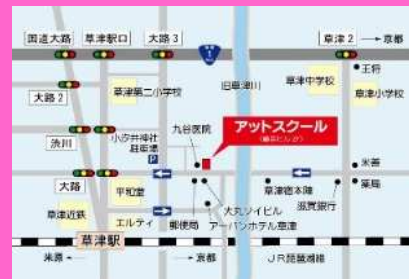 国道大路
草津駅口
大路3
1
草津2
京都
王将
大路2
草津第二小学校
旧草津川
草津中学校
草津小学校
渋川
小汐井神社
駐車場
P
九谷医院
アットスクール
米善
大路
平和堂
草津宿本陣
薬局
滋賀銀行
草津近鉄
エルティ
郵便局
大丸ソイビル
アーバンホテル草津
草津駅
米原
京都
JR琵琶湖線